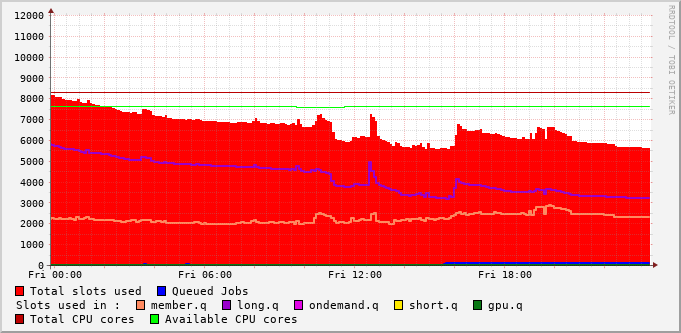 12000
11000
10000
9000
8000
7000
6000
5000
4000
3000
2000
1000
0
Fri 00:00 Fri 06:00 Fri 12:00 Fri 18:00
Total slots used Queued Jobs
Slots used in : member.q long.q ondemand.q short.q gpu.q
Total CPU cores Available CPU cores
RRDTOOL / TOBI OETIKER